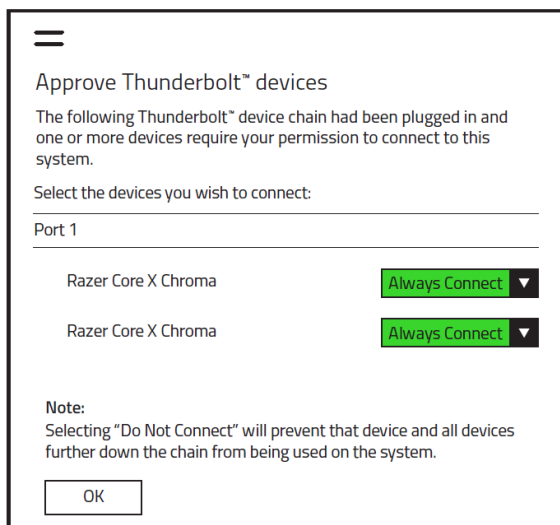 Approve Thunderbolt™ devices
The following Thunderbolt™ device chain had been plugged in and
one or more devices require your permission to connect to this
system.
Select the devices you wish to connect:
Port 1
Razer Core X Chroma Always Connect
Razer Core X Chroma Always Connect
Note:
Selecting “Do Not Connect” will prevent that device and all devices
further down the chain from being used on the system.
OK